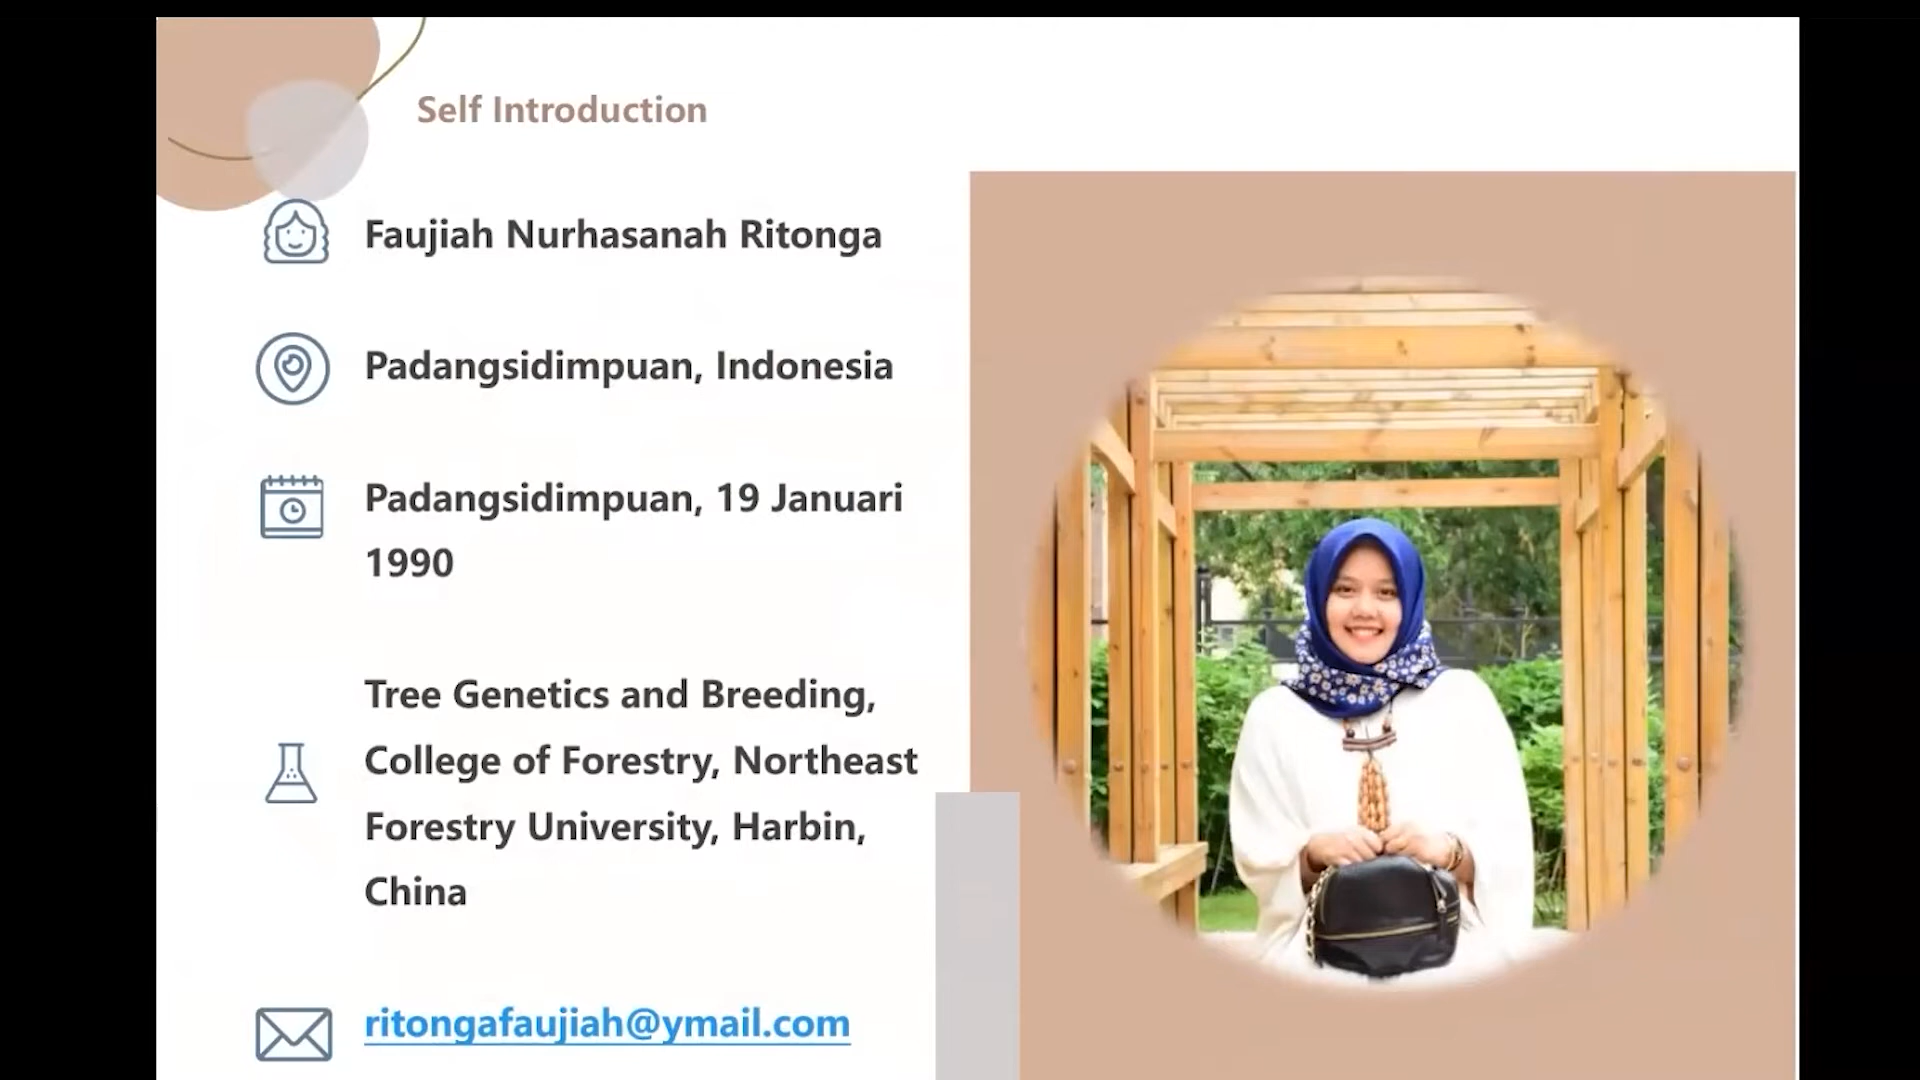 Self Introduction
Faujiah Nurhasanah Ritonga
Padangsidimpuan, Indonesia
Padangsidimpuan, 19 Januari
1990
Tree Genetics and Breeding,
College of Forestry, Northeast
Forestry University, Harbin,
China
ritongafaujiah@ymail.com